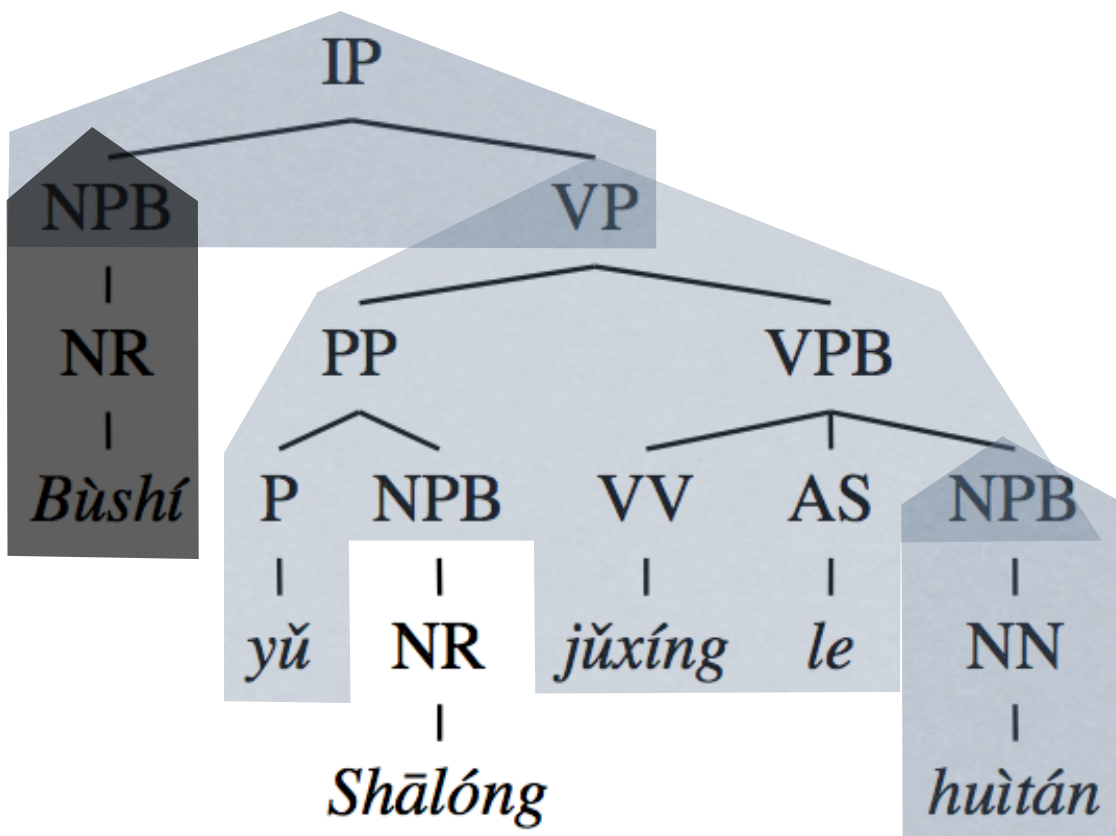 IP
NPB VP
NR PP VPB
Bùshí P NPB VV AS NPB
yǔ NR jǔxíng le NN
Shālóng huìtán